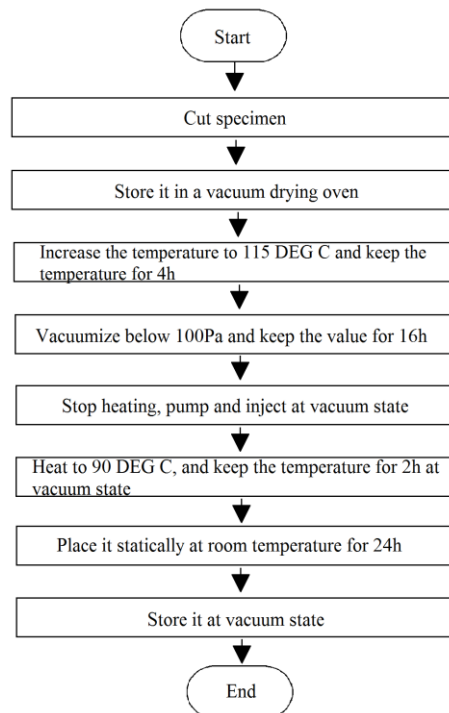 Start
Cut specimen
Store it in a vacuum drying oven
Increase the temperature to 115 DEG C and keep the
temperature for 4h
Vacuumize below 100Pa and keep the value for 16h
Stop heating, pump and inject at vacuum state
Heat to 90 DEG C, and keep the temperature for 2h at
vacuum state
Place it statically at room temperature for 24h
Store it at vacuum state
End